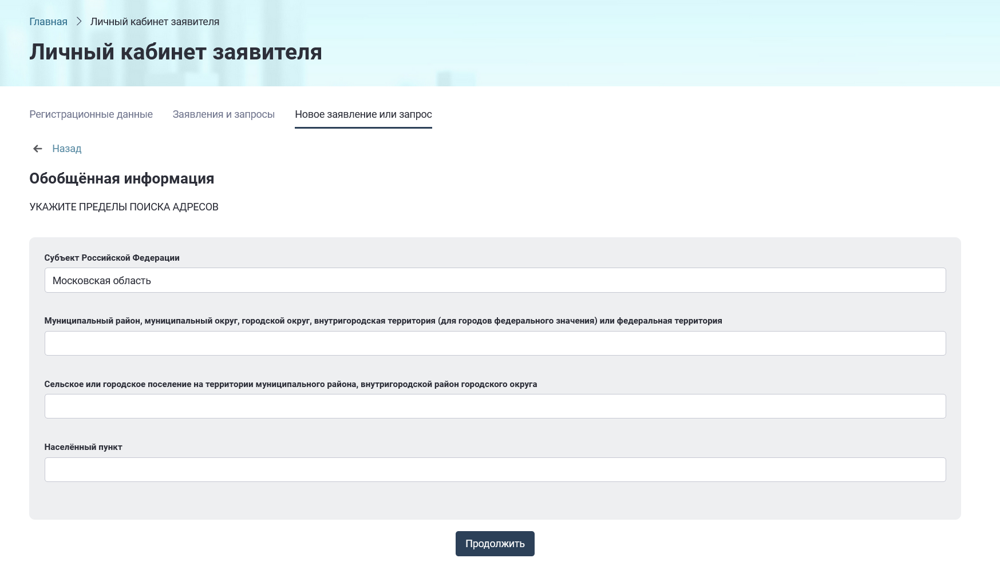 Главная > Личный кабинет заявителя
Личный кабинет заявителя
Регистрационные данные Заявления и запросы Новое заявление или запрос
← Назад
Обобщённая информация
УКАЖИТЕ ПРЕДЕЛЫ ПОИСКА АДРЕСОВ
Субъект Российской Федерации
Московская область
Муниципальный район, муниципальный округ, городской округ, внутригородская территория (для городов федерального значения) или федеральная территория
Сельское или городское поселение на территории муниципального района, внутригородской район городского округа
Населённый пункт
Продолжить